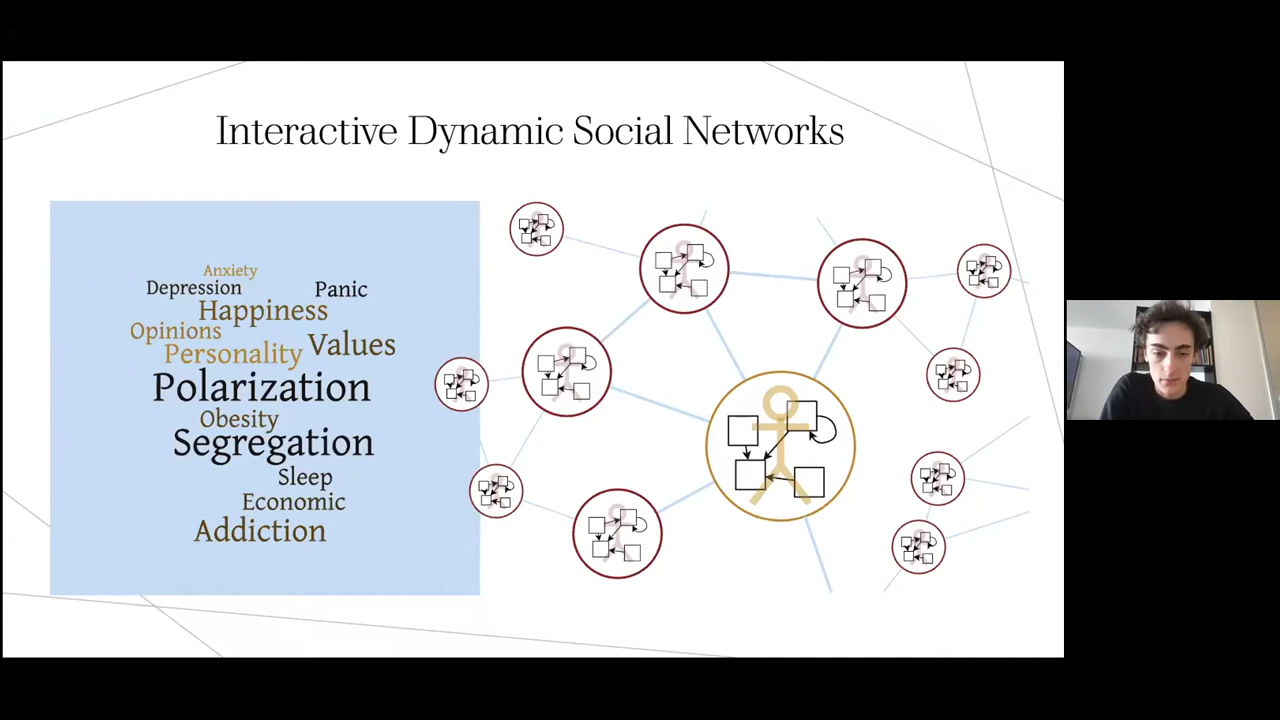 Interactive Dynamic Social Networks
Anxiety
Depression Panic
Happiness
Opinions
Values
Personality
Polarization
Obesity
Segregation
Sleep
Economic
Addiction